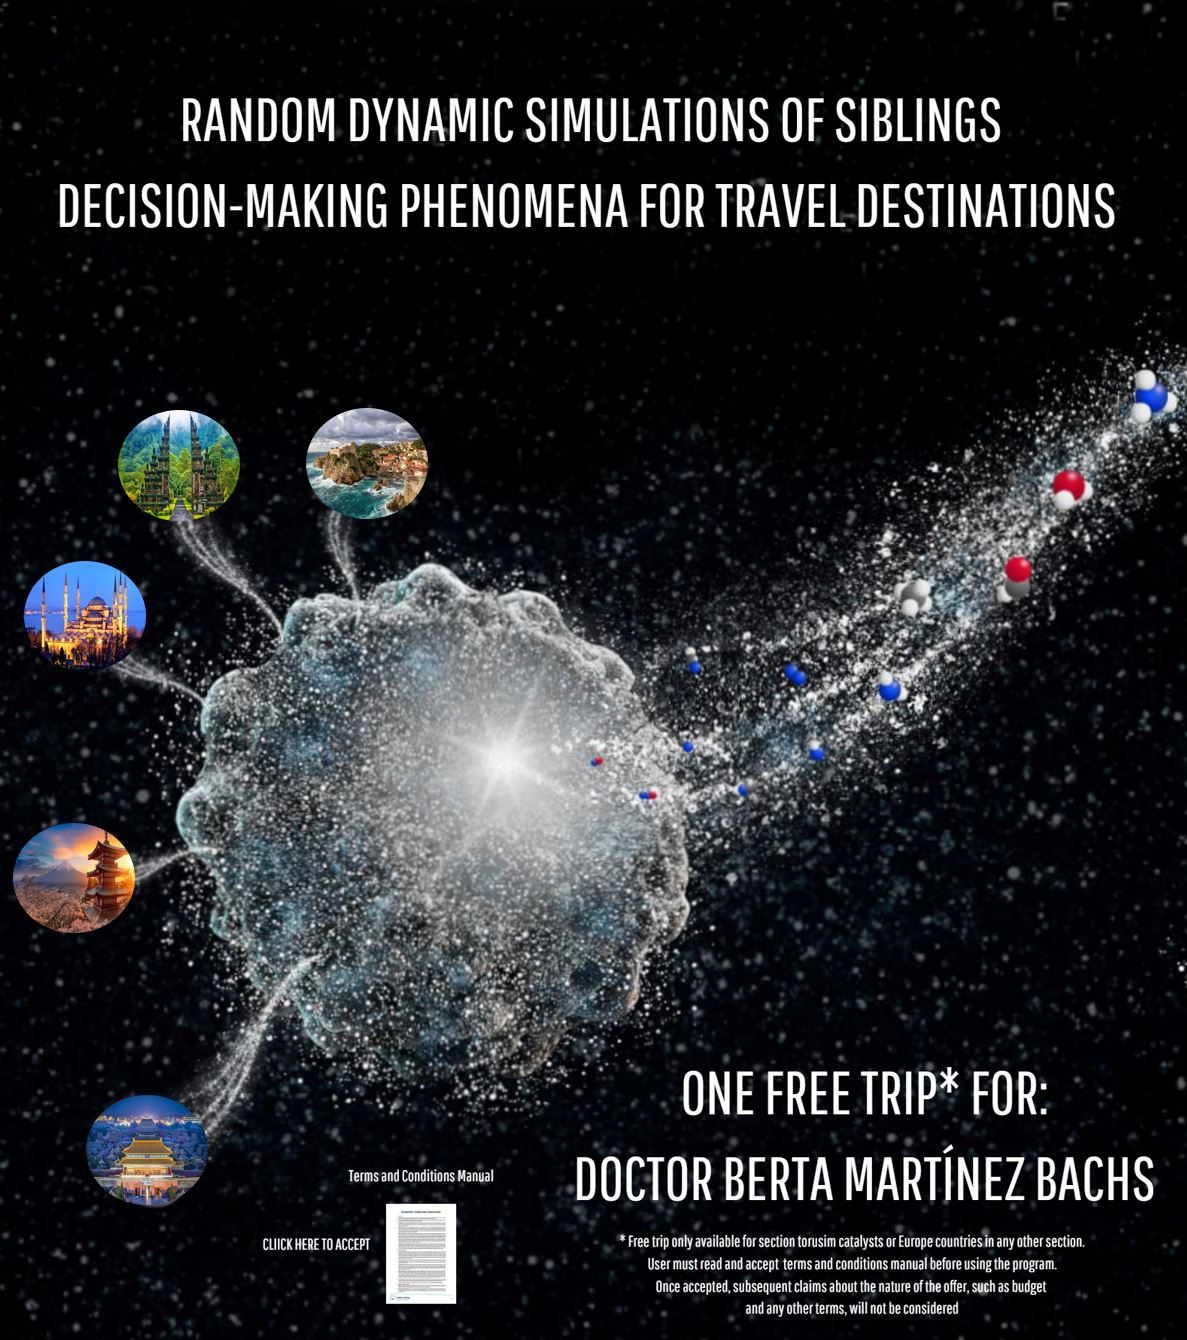 RANDOM DYNAMIC SIMULATIONS OF SIBLINGS
DECISION-MAKING PHENOMENA FOR TRAVEL DESTINATIONS
ONE FREE TRIP* FOR:
DOCTOR BERTA MARTÍNEZ BACHS
Terms and Conditions Manual
CLIICK HERE TO ACCEPT
* Free trip only available for section torusim catalysts or Europe countries in any other section.
User must read and accept terms and conditions manual before using the program.
Once accepted, subsequent claims about the nature of the offer, such as budget
and any other terms, will not be considered